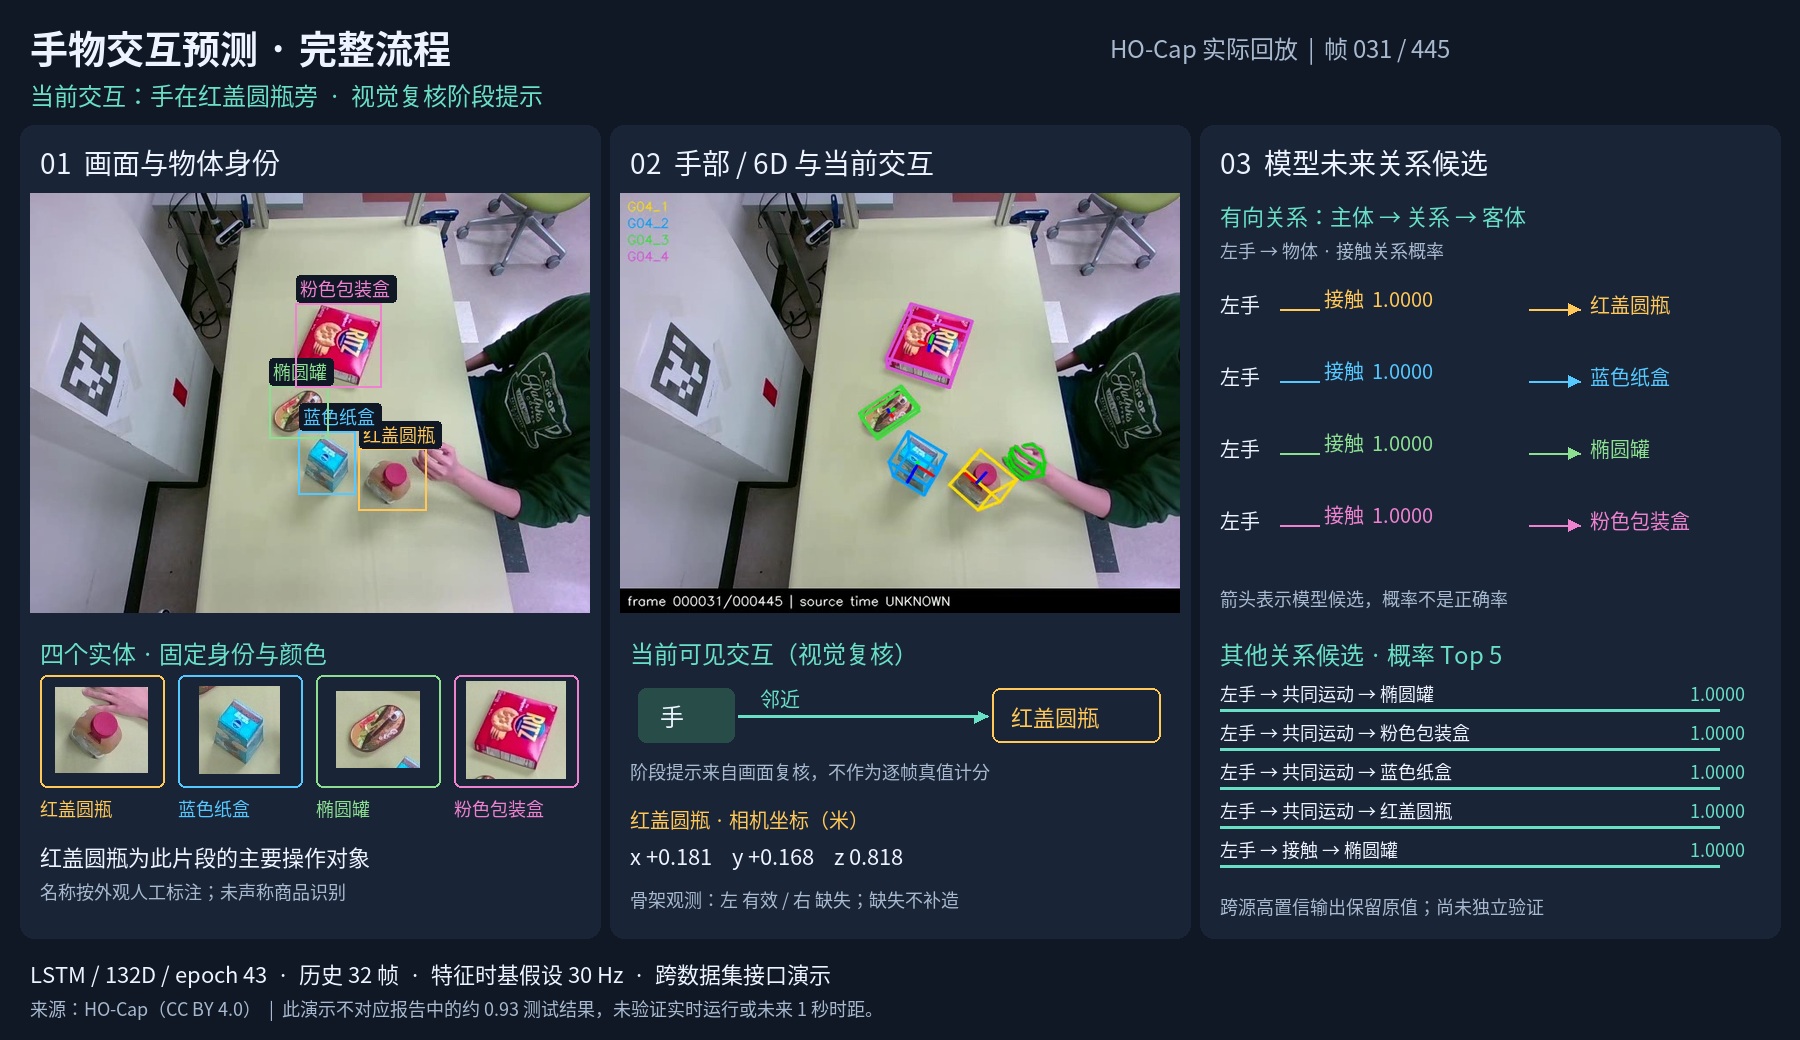 手物交互预测 · 完整流程
HO-Cap 实际回放 | 帧 031 / 445
当前交互：手在红盖圆瓶旁 · 视觉复核阶段提示
01 画面与物体身份
粉色包装盒
RITZ
椭圆罐
蓝色纸盒
红盖圆瓶
四个实体 · 固定身份与颜色
RITZ
红盖圆瓶
蓝色纸盒
椭圆罐
粉色包装盒
红盖圆瓶为此片段的主要操作对象
名称按外观人工标注；未声称商品识别
02 手部 / 6D 与当前交互
G04_1
G04_2
G04_3
G04_4
RITZ
frame 000031/000445 | source time UNKNOWN
当前可见交互（视觉复核）
手
邻近
红盖圆瓶
阶段提示来自画面复核，不作为逐帧真值计分
红盖圆瓶 · 相机坐标（米）
x +0.181 y +0.168 z 0.818
骨架观测：左 有效 / 右 缺失；缺失不补造
03 模型未来关系候选
有向关系：主体 → 关系 → 客体
左手 → 物体 · 接触关系概率
左手 接触 1.0000 红盖圆瓶
左手 接触 1.0000 蓝色纸盒
左手 接触 1.0000 椭圆罐
左手 接触 1.0000 粉色包装盒
箭头表示模型候选，概率不是正确率
其他关系候选 · 概率 Top 5
左手 → 共同运动 → 椭圆罐 1.0000
左手 → 共同运动 → 粉色包装盒 1.0000
左手 → 共同运动 → 蓝色纸盒 1.0000
左手 → 共同运动 → 红盖圆瓶 1.0000
左手 → 接触 → 椭圆罐 1.0000
跨源高置信输出保留原值；尚未独立验证
LSTM / 132D / epoch 43 · 历史 32 帧 · 特征时基假设 30 Hz · 跨数据集接口演示
来源：HO-Cap（CC BY 4.0） | 此演示不对应报告中的约 0.93 测试结果，未验证实时运行或未来 1 秒时距。